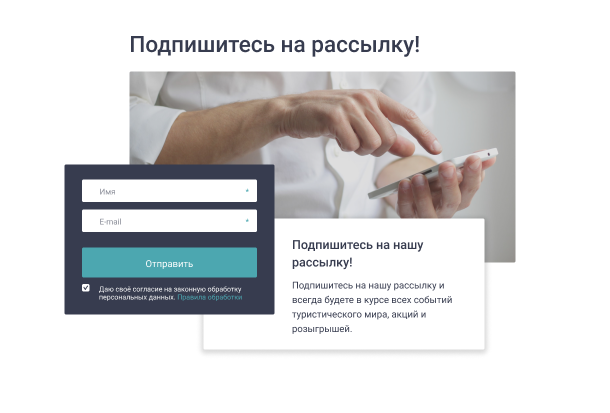 Подпишитесь на рассылку!
Имя *
E-mail *
Отправить
Даю своё согласие на законную обработку
персональных данных. Правила обработки
Подпишитесь на нашу
рассылку!
Подпишитесь на нашу рассылку и
всегда будете в курсе всех событий
туристического мира, акций и
розыгрышей.